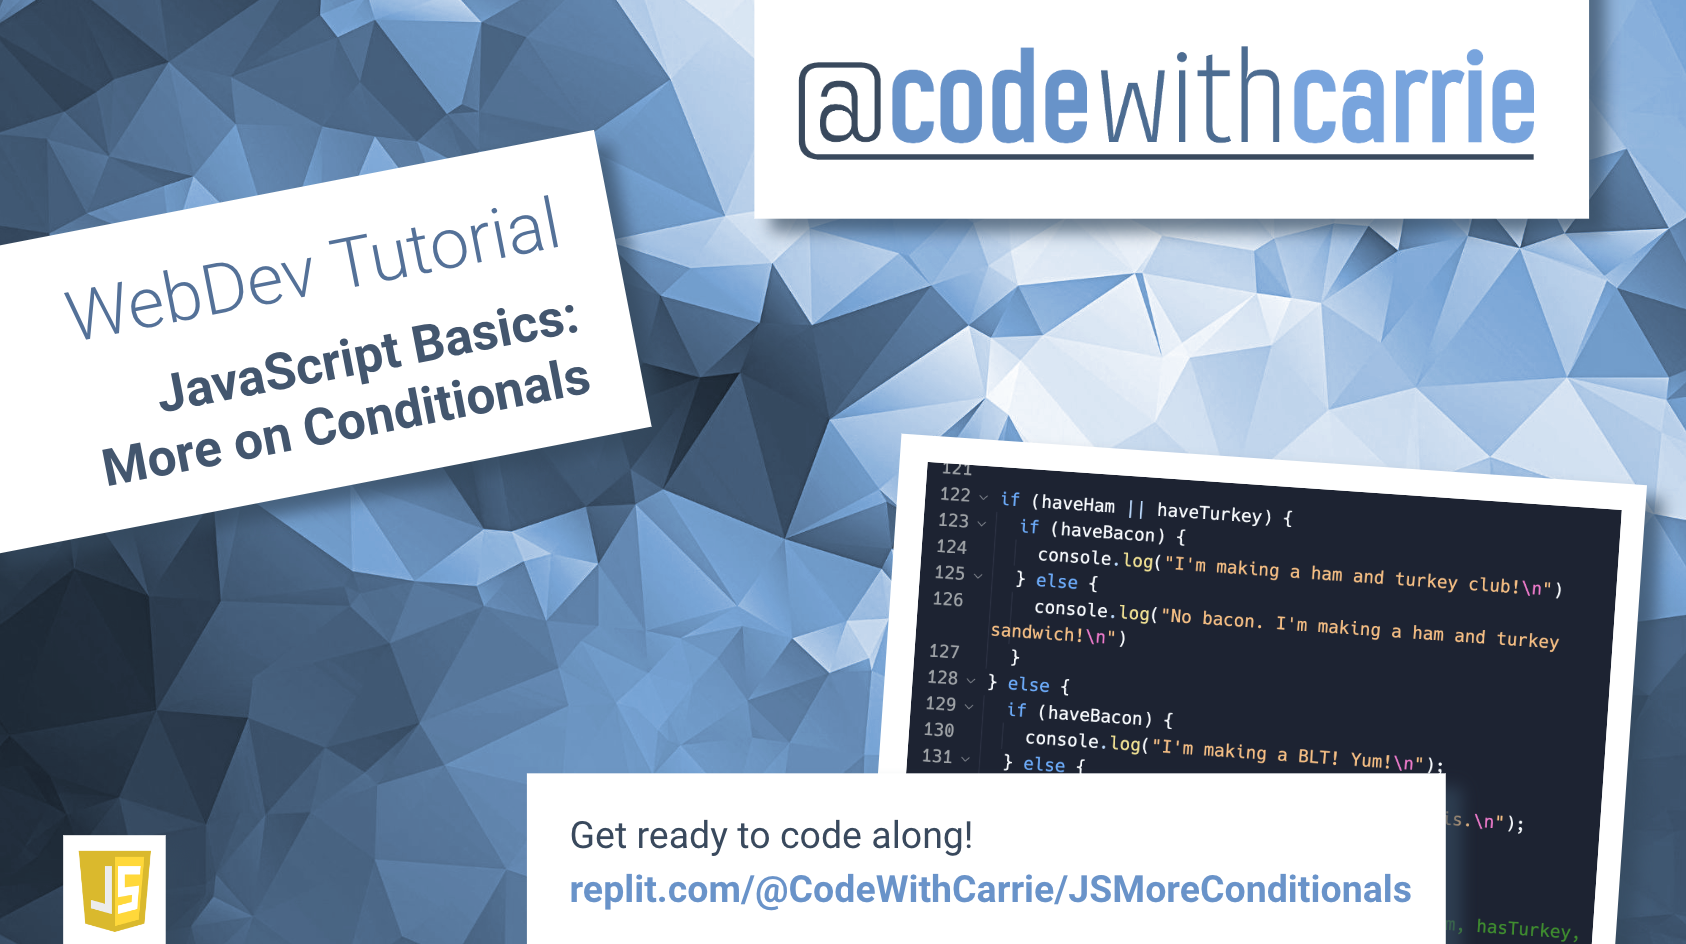 @codewithcarrie
WebDev Tutorial
JavaScript Basics:
More on Conditionals
121
122 if (haveHam || haveTurkey) {
123 if (haveBacon) {
124 console.log("I'm making a ham and turkey club!\n")
125 } else {
126 console.log("No bacon. I'm making a ham and turkey
sandwich!\n")
127 }
128 } else {
129 if (haveBacon) {
130 console.log("I'm making a BLT! Yum!\n");
131 } else {
is.\n");
, hasTurkey,
Get ready to code along!
replit.com/@CodeWithCarrie/JSMoreConditionals
JS